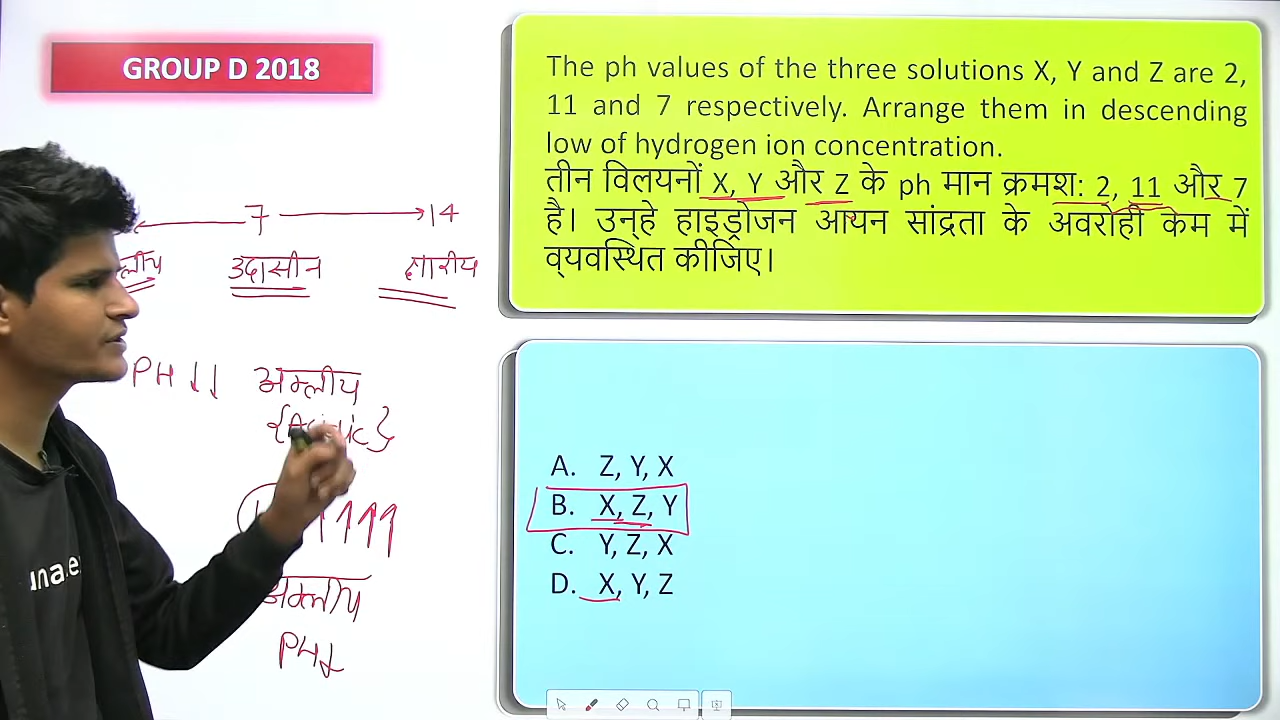 GROUP D 2018
The ph values of the three solutions X, Y and Z are 2,
11 and 7 respectively. Arrange them in descending
low of hydrogen ion concentration.
तीन विलयनों X, Y और Z के ph मान क्रमश: 2, 11 और 7
है। उन्हे हाइड्रोजन आयन सांद्रता के अवरोही केम में
व्यवस्थित कीजिए।
7 14
उदासीन क्षारीय
PH ↓↓ अम्लीय
↑↑↑
अम्लीय
PH↓
A. Z, Y, X
B. X, Z, Y
C. Y, Z, X
D. X, Y, Z